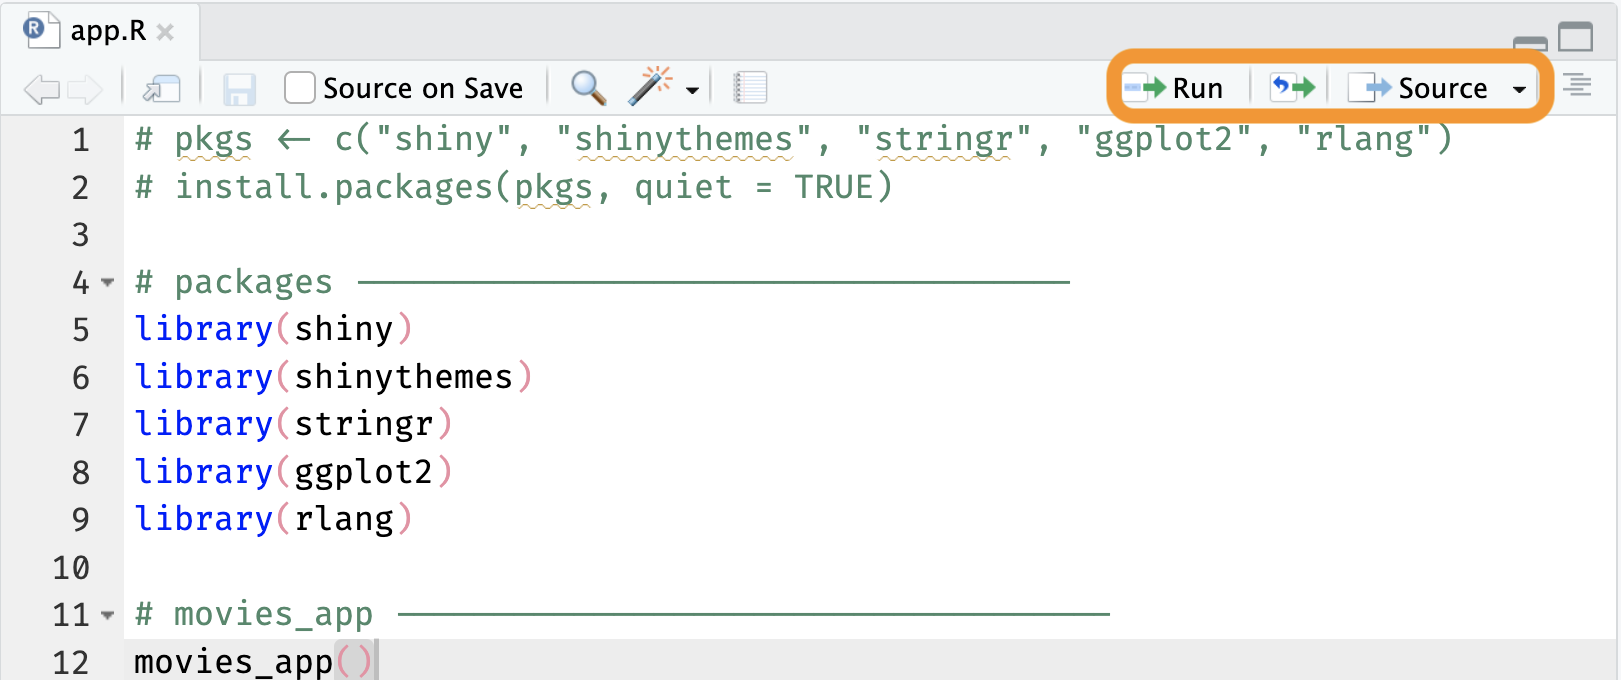 R app.R
Source on Save Run Source
1 # pkgs <- c("shiny", "shinythemes", "stringr", "ggplot2", "rlang")
2 # install.packages(pkgs, quiet = TRUE)
3
4 # packages
5 library(shiny)
6 library(shinythemes)
7 library(stringr)
8 library(ggplot2)
9 library(rlang)
10
11 # movies_app
12 movies_app()